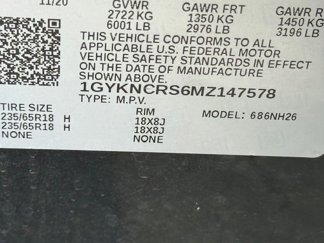 11/20 GVWR GAWR FRT GAWR R
2722 KG 1350 KG 1450 KG
6001 LB 2976 LB 3196 LB
THIS VEHICLE CONFORMS TO ALL
APPLICABLE U.S. FEDERAL MOTOR
VEHICLE SAFETY STANDARDS IN EFFECT
ON THE DATE OF MANUFACTURE
SHOWN ABOVE.
1GYKNCRS6MZ147578
TYPE: M.P.V. MODEL: 686NH26
TIRE SIZE RIM
235/65R18 H 18X8J
235/65R18 H 18X8J
NONE NONE